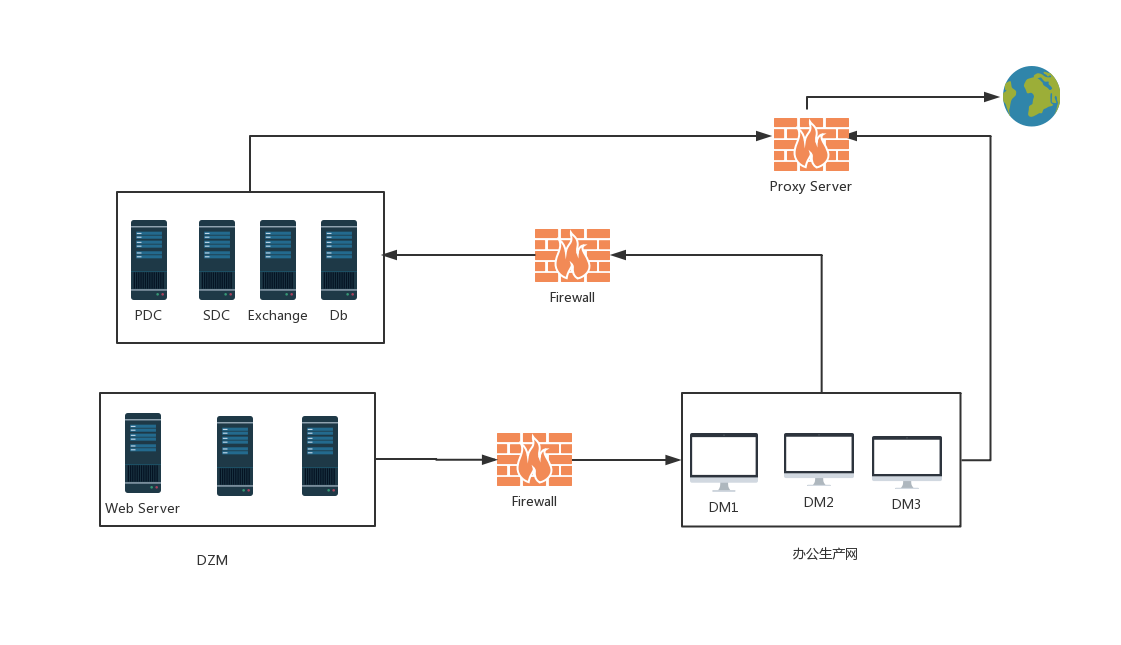 Proxy Server
PDC
SDC
Exchange
Db
Firewall
Web Server
Firewall
DM1
DM2
DM3
DZM
办公生产网